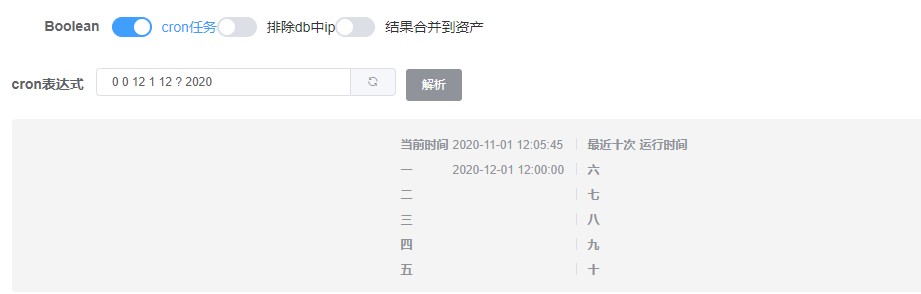 Boolean cron任务 排除db中ip 结果合并到资产
cron表达式 0 0 12 1 12 ? 2020 解析
当前时间 2020-11-01 12:05:45 最近十次 运行时间
一 2020-12-01 12:00:00 六
二 七
三 八
四 九
五 十